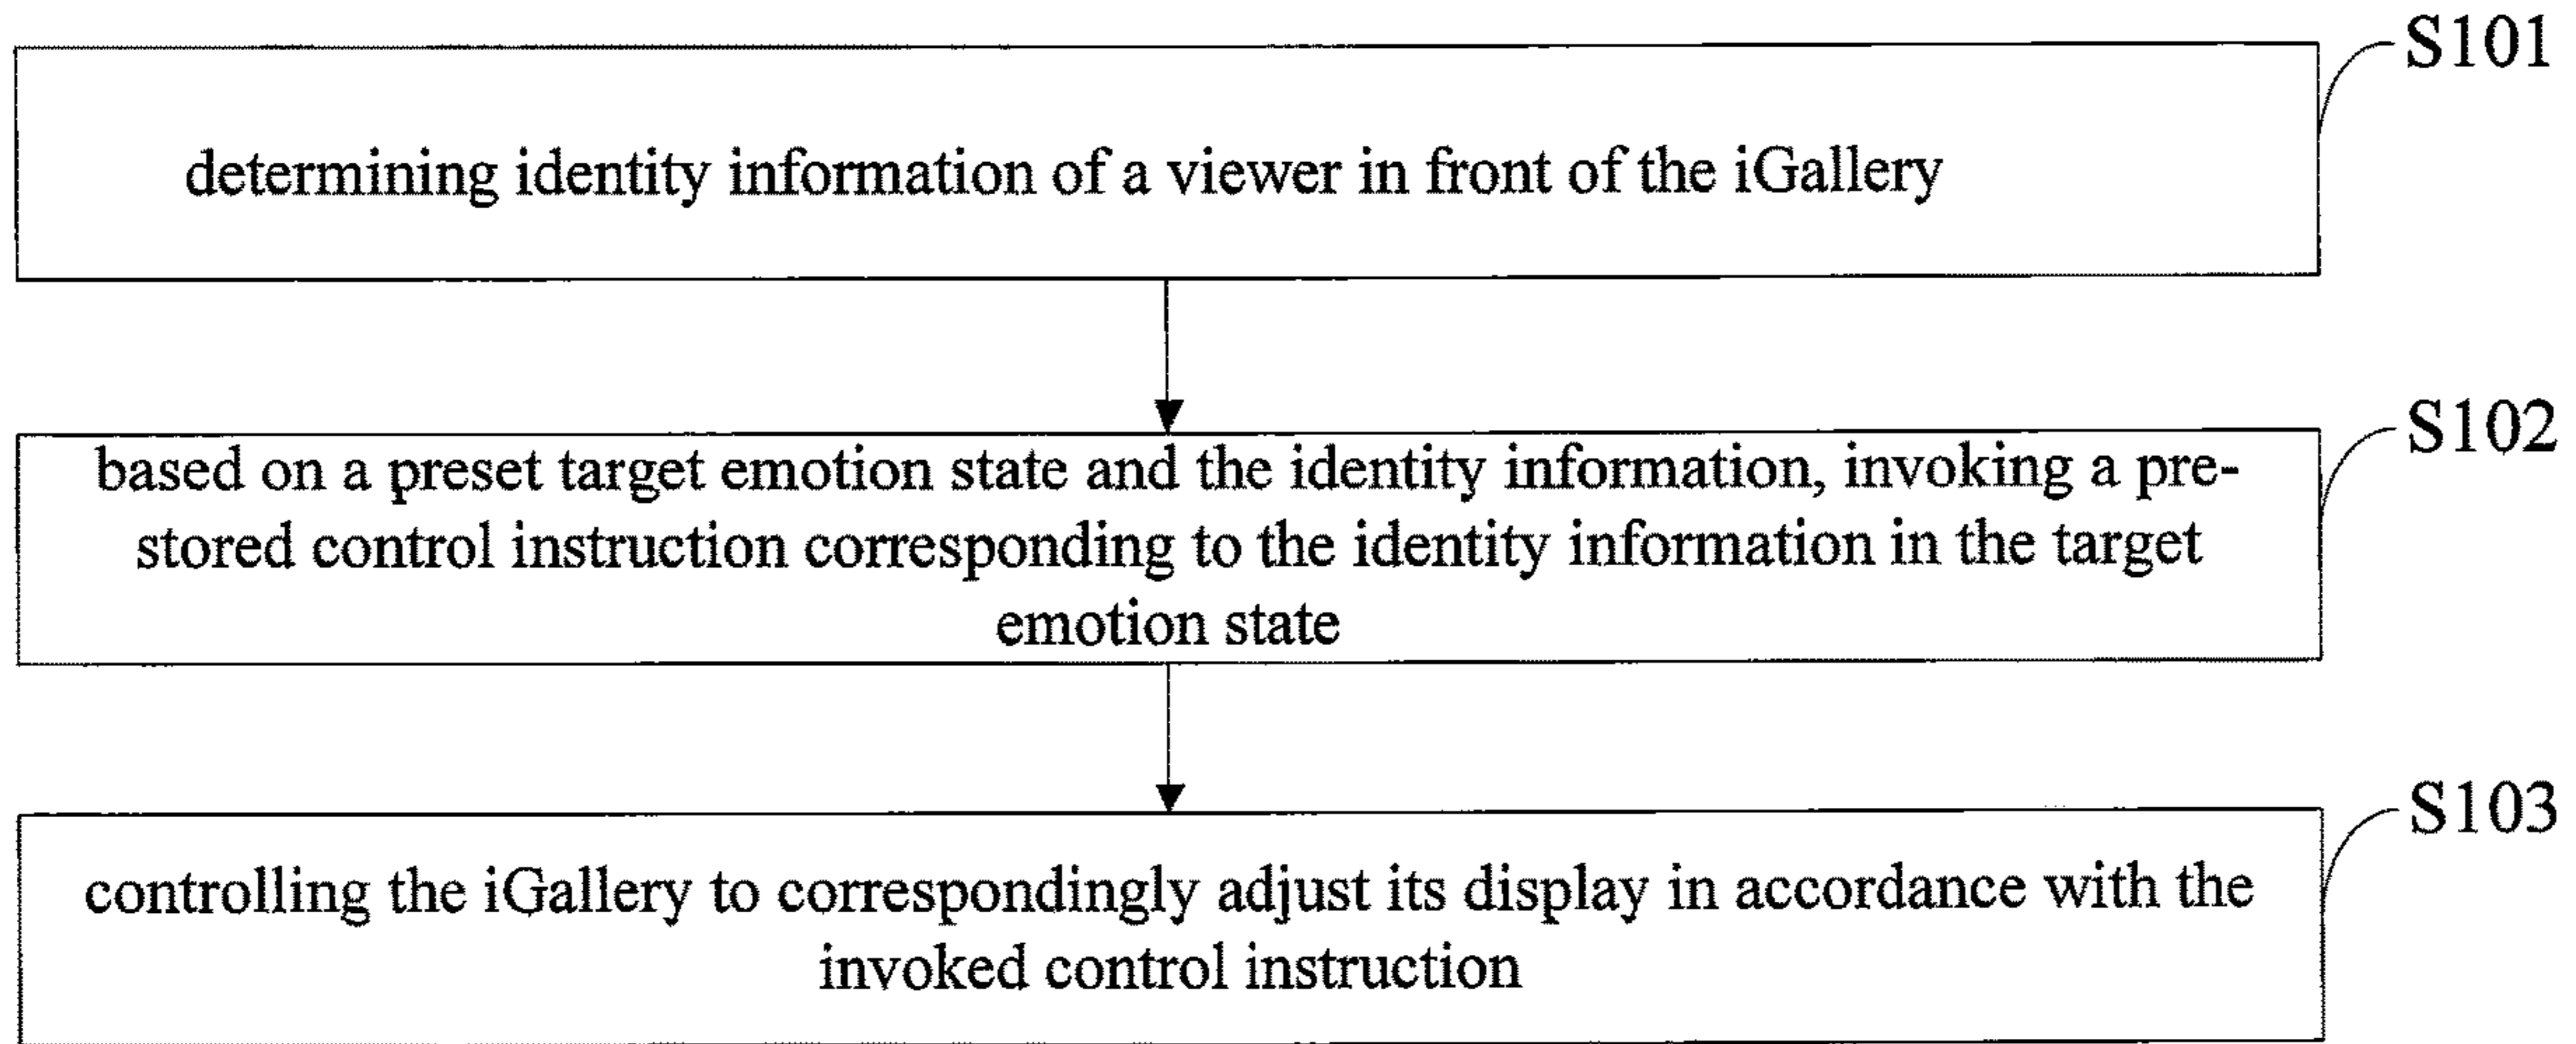 S101
determining identity information of a viewer in front of the iGallery
S102
based on a preset target emotion state and the identity information, invoking a pre-
stored control instruction corresponding to the identity information in the target
emotion state
S103
controlling the iGallery to correspondingly adjust its display in accordance with the
invoked control instruction